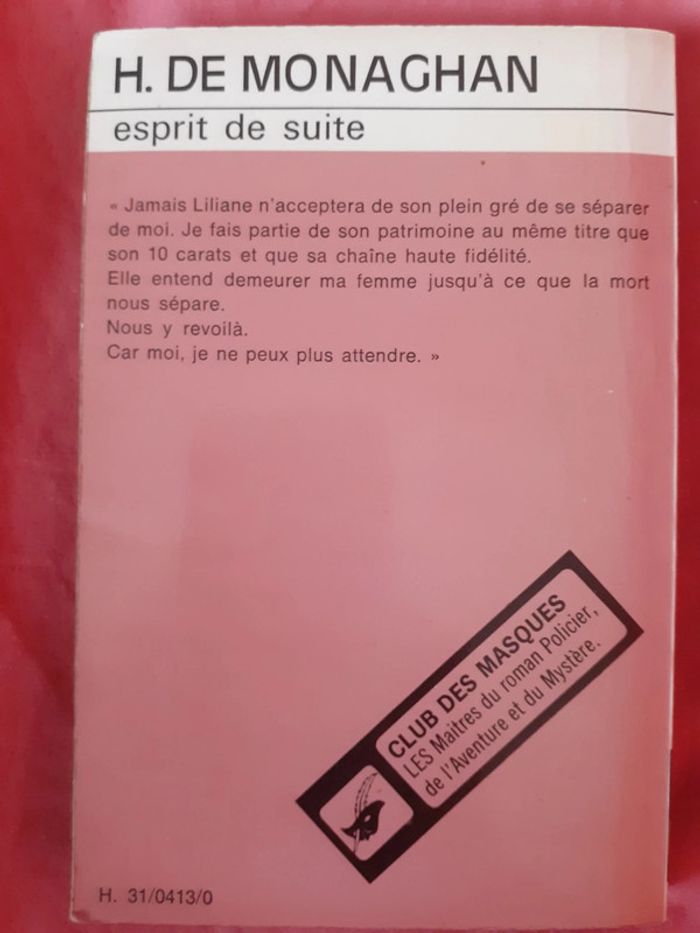 H. DE MONAGHAN
esprit de suite
« Jamais Liliane n'acceptera de son plein gré de se séparer
de moi. Je fais partie de son patrimoine au même titre que
son 10 carats et que sa chaîne haute fidélité.
Elle entend demeurer ma femme jusqu'à ce que la mort
nous sépare.
Nous y revoilà.
Car moi, je ne peux plus attendre. »
CLUB DES MASQUES
LES Maitres du roman Policier,
de l'Aventure et du Mystère.
H. 31/0413/0